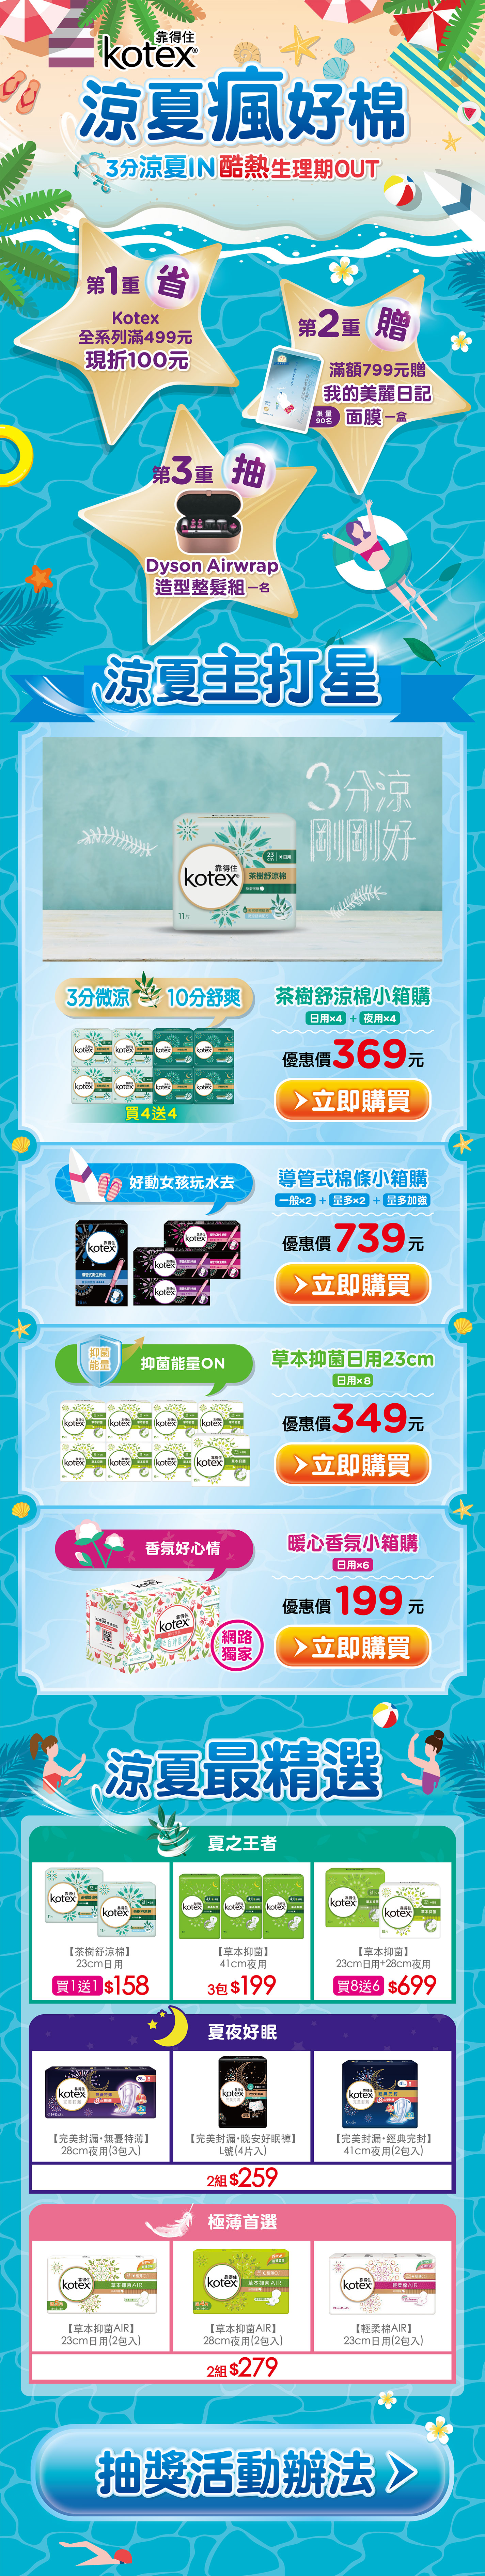 靠得住
kotex®
涼夏瘋好棉
3分涼夏IN 酷熱生理期OUT
第1重 省
Kotex
全系列滿499元
現折100元
第2重 贈
滿額799元贈
我的美麗日記
限量
90名
面膜一盒
第3重 抽
Dyson Airwrap
造型整髮組一名
涼夏主打星
3分涼
剛剛好
靠得住
kotex
茶樹舒涼棉
23
11片
3分微涼 10分舒爽
買4送4
茶樹舒涼棉小箱購
日用×4 + 夜用×4
優惠價369元
立即購買
好動女孩玩水去
導管式棉條小箱購
一般×2 + 量多×2 + 量多加強
優惠價739元
立即購買
抑菌
能量
抑菌能量ON
草本抑菌日用23cm
日用×8
優惠價349元
立即購買
香氛好心情
網路
獨家
暖心香氛小箱購
日用×6
優惠價199元
立即購買
涼夏最精選
夏之王者
【茶樹舒涼棉】
23cm日用
買1送1 $158
【草本抑菌】
41cm夜用
3包 $199
【草本抑菌】
23cm日用+28cm夜用
買8送6 $699
夏夜好眠
【完美封漏·無憂特薄】
28cm夜用(3包入)
【完美封漏·晚安好眠褲】
L號(4片入)
【完美封漏·經典完封】
41cm夜用(2包入)
2組 $259
極薄首選
【草本抑菌AIR】
23cm日用(2包入)
【草本抑菌AIR】
28cm夜用(2包入)
【輕柔棉AIR】
23cm日用(2包入)
2組 $279
抽獎活動辦法